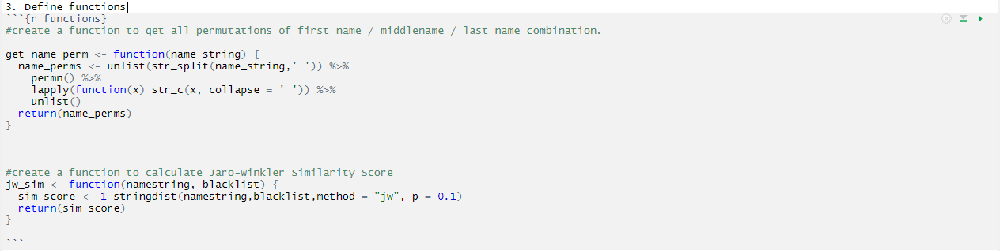 3. Define functions
```{r functions}
#create a function to get all permutations of first name / middlename / last name combination.
get_name_perm <- function(name_string) {
  name_perms <- unlist(str_split(name_string,' ')) %>%
    permn() %>%
    lapply(function(x) str_c(x, collapse = ' ')) %>%
    unlist()
  return(name_perms)
}
#create a function to calculate Jaro-Winkler Similarity Score
jw_sim <- function(namestring, blacklist) {
  sim_score <- 1-stringdist(namestring,blacklist,method = "jw", p = 0.1)
  return(sim_score)
}
```